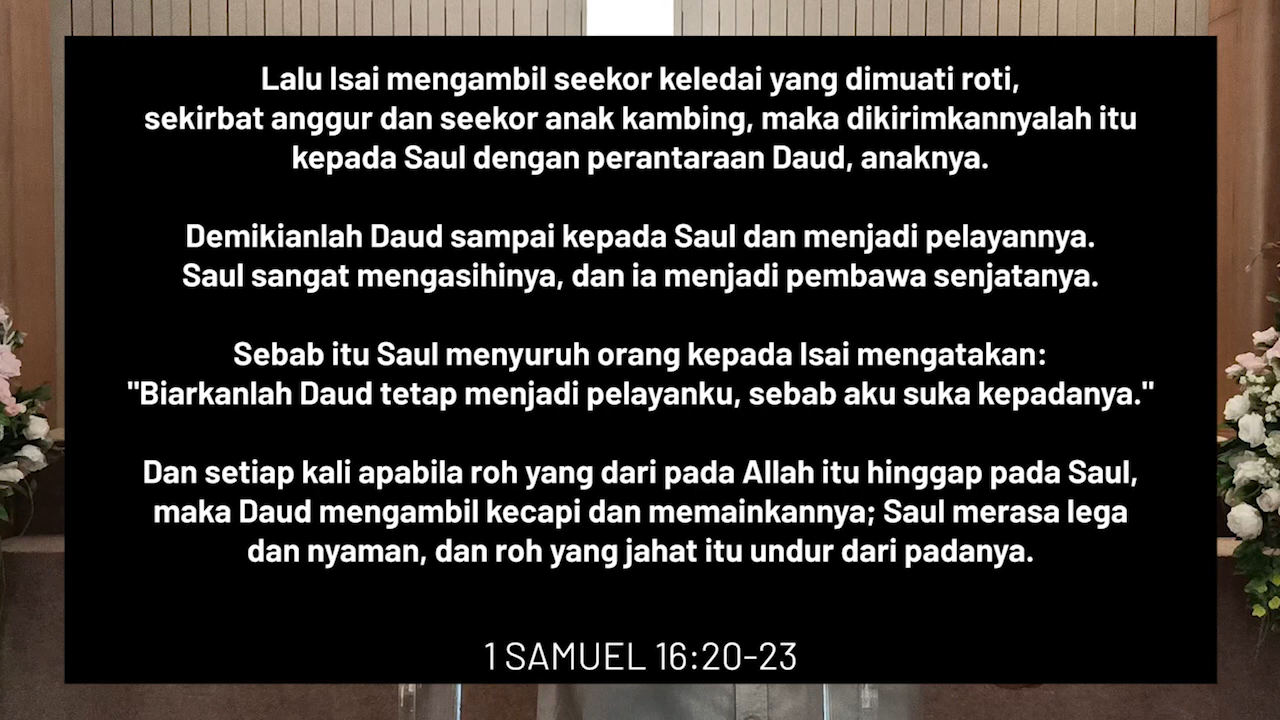 Lalu Isai mengambil seekor keledai yang dimuati roti,
sekirbat anggur dan seekor anak kambing, maka dikirimkannyalah itu
kepada Saul dengan perantaraan Daud, anaknya.
Demikianlah Daud sampai kepada Saul dan menjadi pelayannya.
Saul sangat mengasihinya, dan ia menjadi pembawa senjatanya.
Sebab itu Saul menyuruh orang kepada Isai mengatakan:
"Biarkanlah Daud tetap menjadi pelayanku, sebab aku suka kepadanya."
Dan setiap kali apabila roh yang dari pada Allah itu hinggap pada Saul,
maka Daud mengambil kecapi dan memainkannya; Saul merasa lega
dan nyaman, dan roh yang jahat itu undur dari padanya.
1 SAMUEL 16:20-23